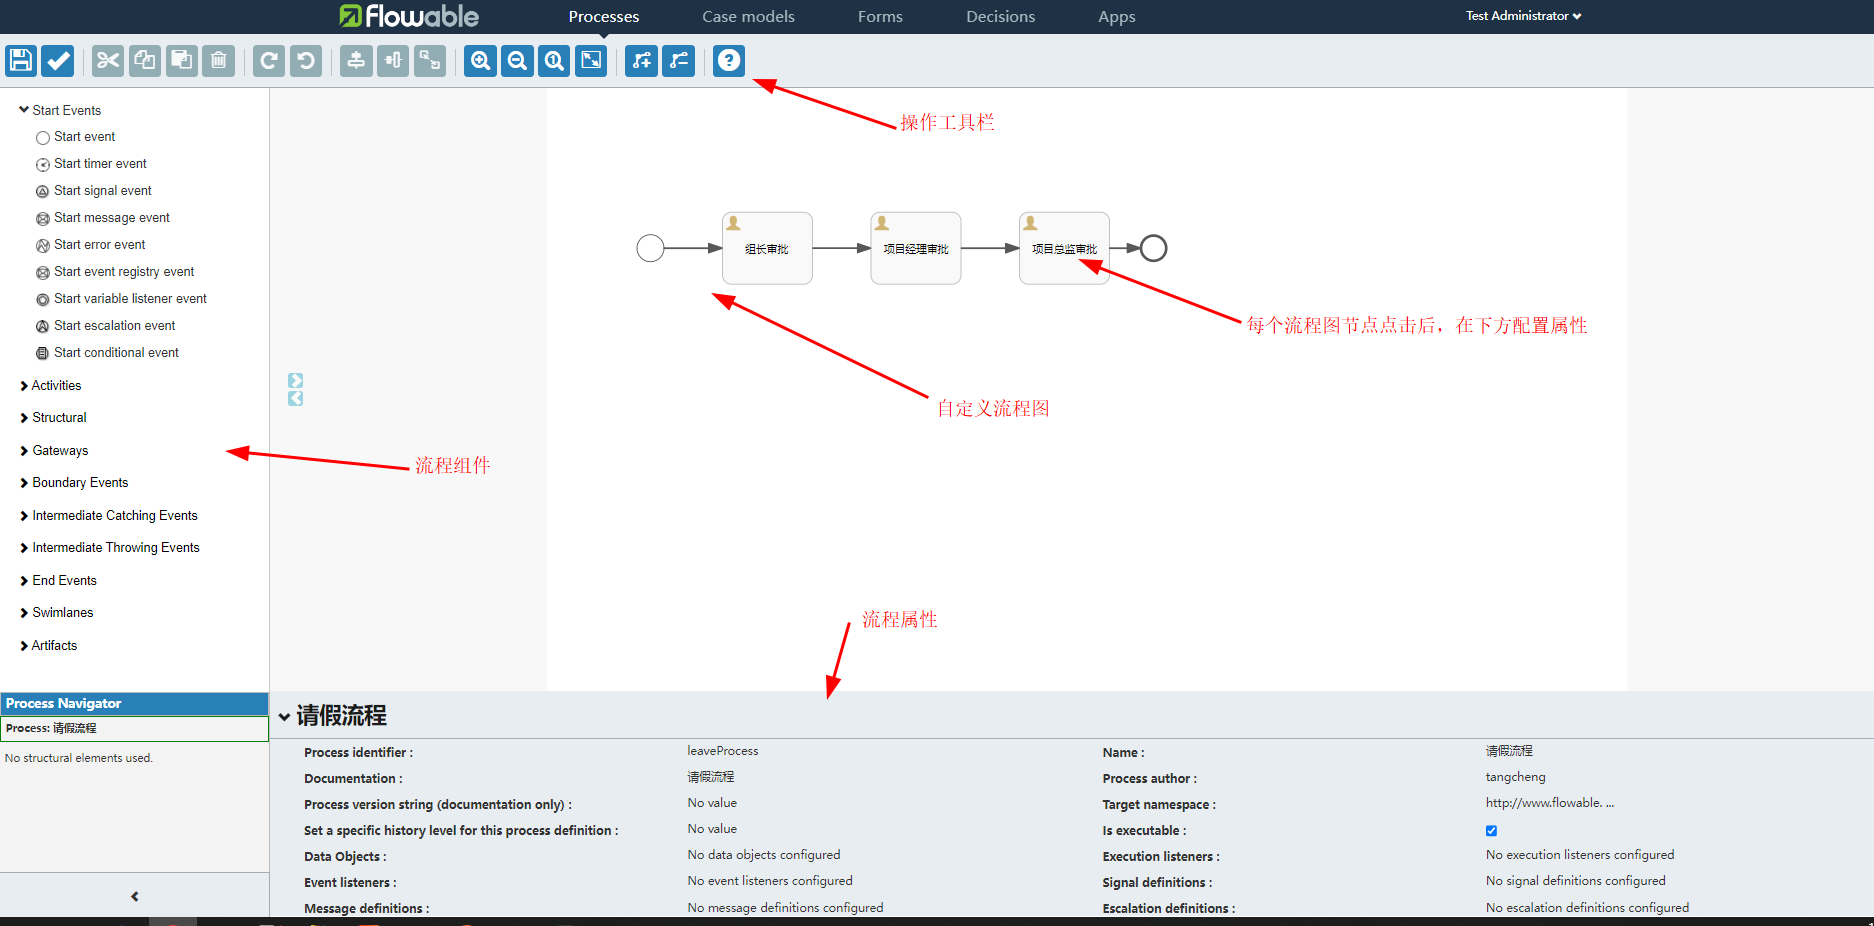 flowable
Processes
Case models
Forms
Decisions
Apps
Test Administrator
操作工具栏
Start Events
Start event
Start timer event
Start signal event
Start message event
Start error event
Start event registry event
Start variable listener event
Start escalation event
Start conditional event
Activities
Structural
Gateways
Boundary Events
Intermediate Catching Events
Intermediate Throwing Events
End Events
Swimlanes
Artifacts
组长审批
项目经理审批
项目总监审批
每个流程图节点点击后，在下方配置属性
自定义流程图
流程组件
流程属性
Process Navigator
Process: 请假流程
No structural elements used.
请假流程
Process identifier : leaveProcess Name : 请假流程
Documentation : 请假流程 Process author : tangcheng
Process version string (documentation only) : No value Target namespace : http://www.flowable. ...
Set a specific history level for this process definition : No value Is executable :
Data Objects : No data objects configured Execution listeners : No execution listeners configured
Event listeners : No event listeners configured Signal definitions : No signal definitions configured
Message definitions : No message definitions configured Escalation definitions : No escalation definitions configured